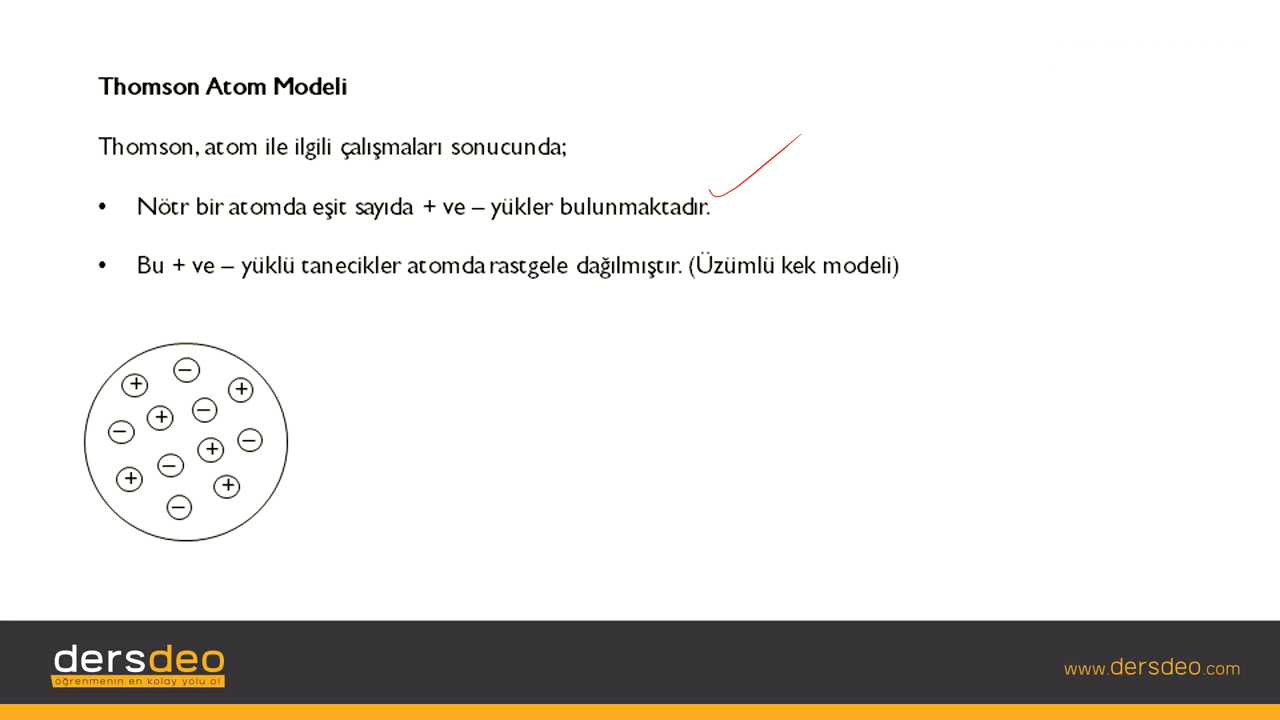 Thomson Atom Modeli
Thomson, atom ile ilgili çalışmaları sonucunda;
• Nötr bir atomda eşit sayıda + ve – yükler bulunmaktadır.
• Bu + ve – yüklü tanecikler atomda rastgele dağılmıştır. (Üzümlü kek modeli)
–
+ +
+ –
–
+ –
–
+ +
–
dersdeo
öğrenmenin en kolay yolu o!
www.dersdeo.com